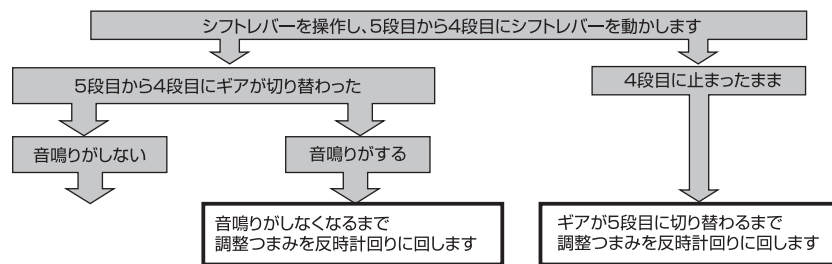 シフトレバーを操作し、5段目から4段目にシフトレバーを動かします
5段目から4段目にギアが切り替わった
4段目に止まったまま
音鳴りがしない
音鳴りがする
音鳴りがしなくなるまで
調整つまみを反時計回りに回します
ギアが5段目に切り替わるまで
調整つまみを反時計回りに回します